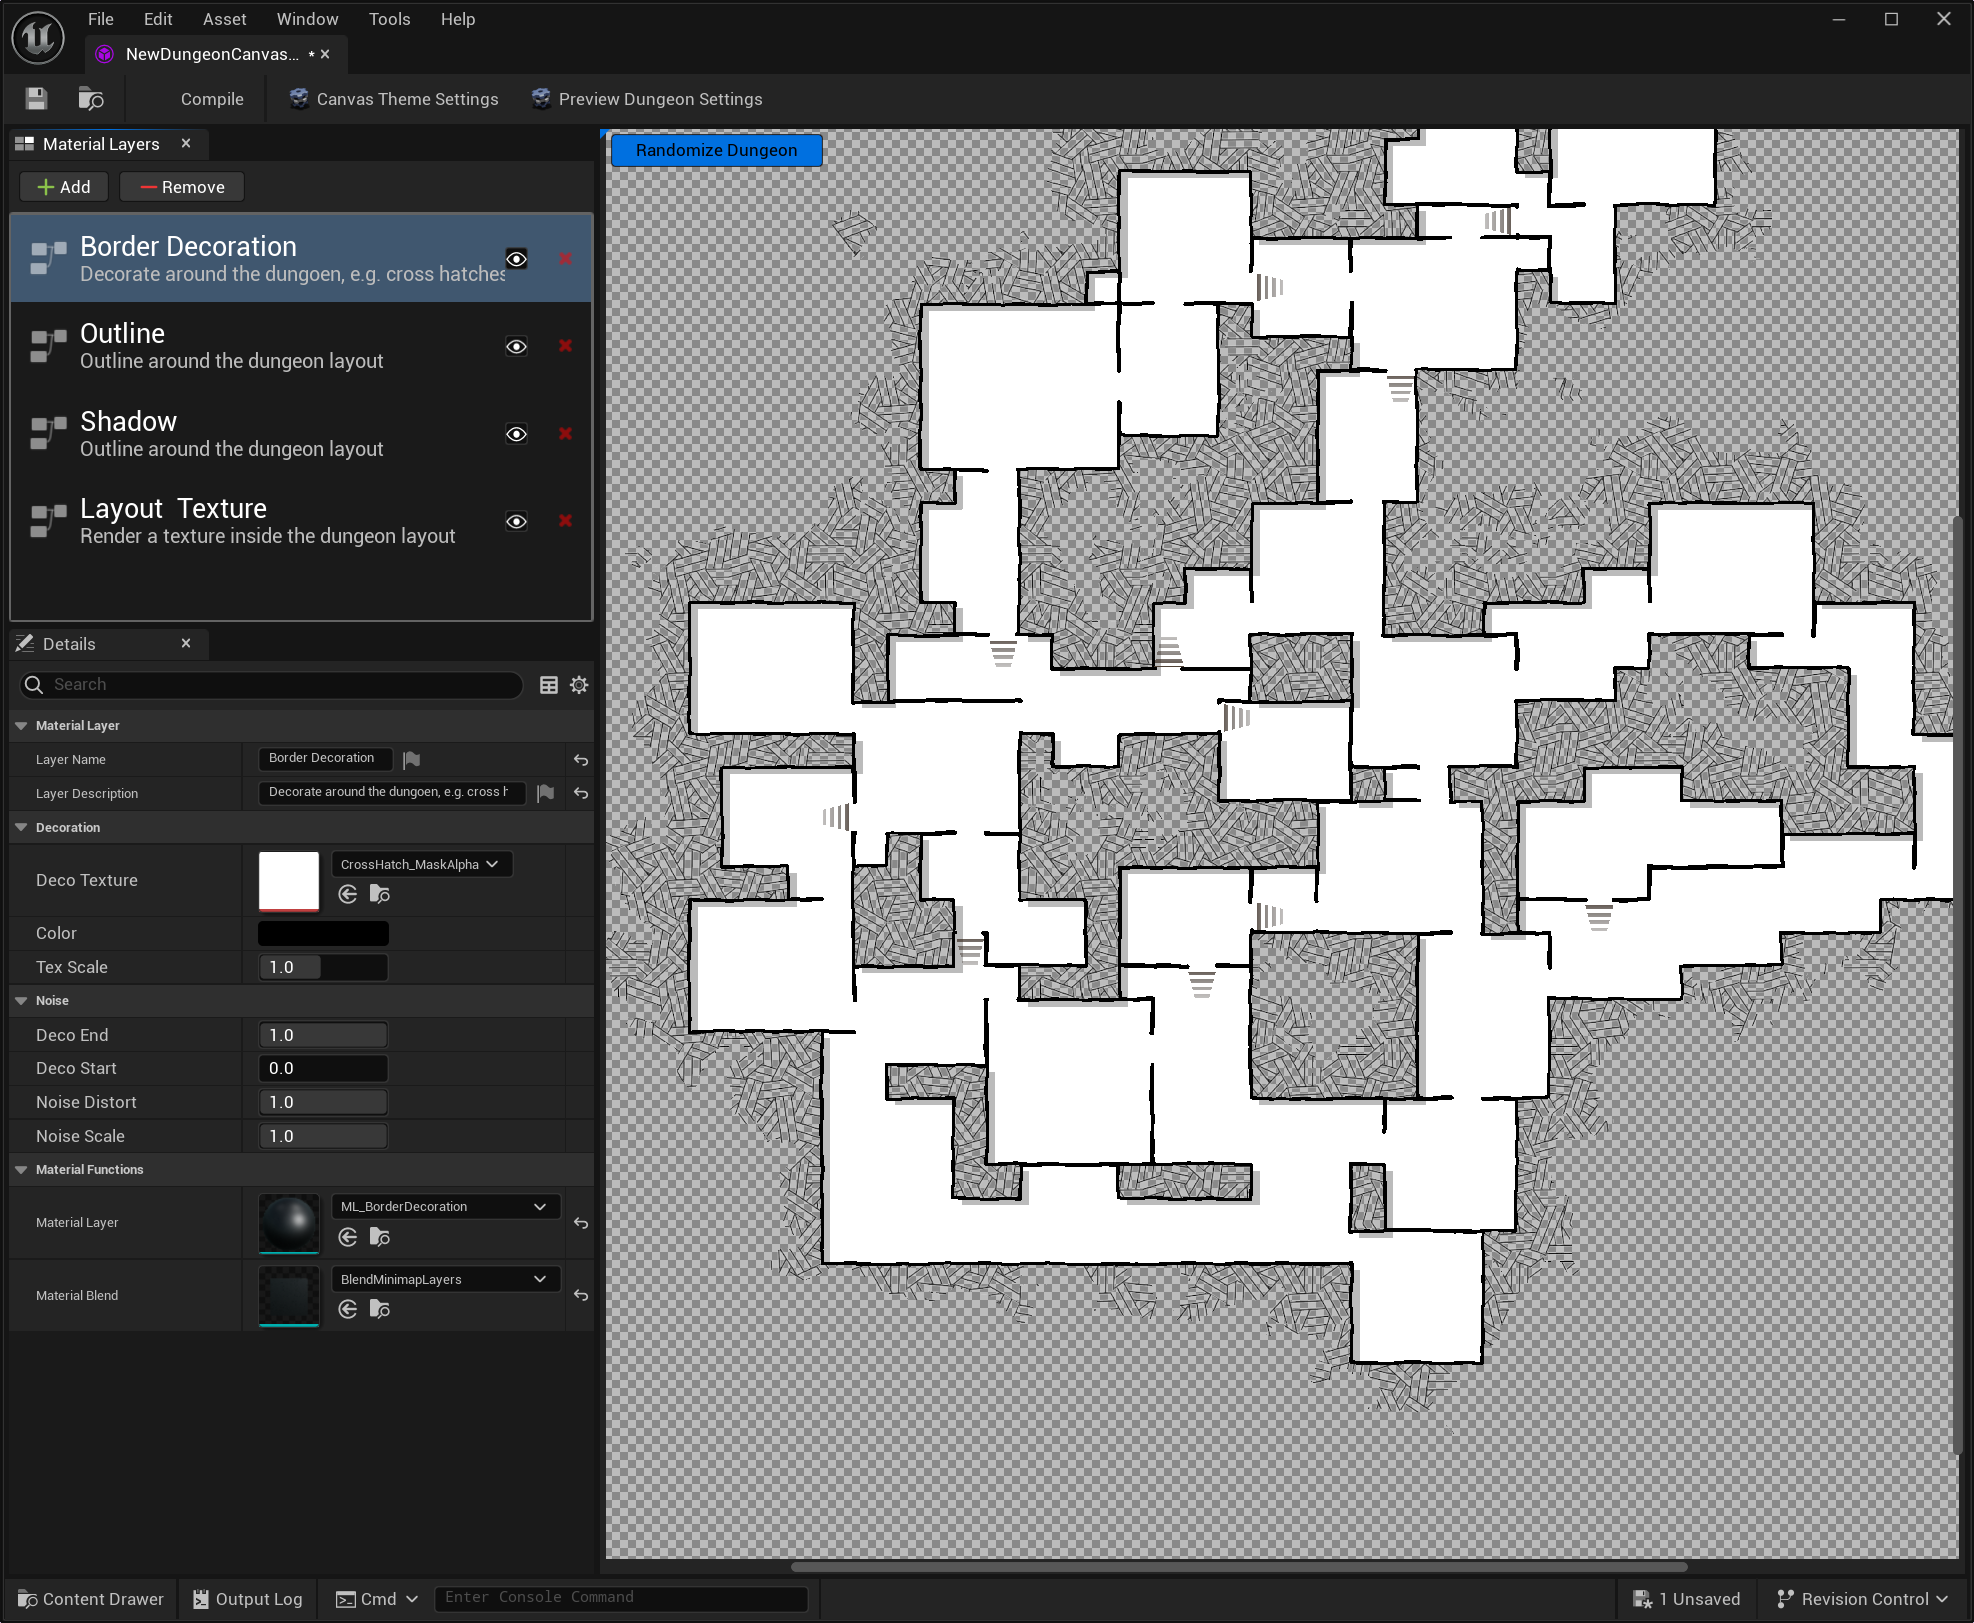 File Edit Asset Window Tools Help
NewDungeonCanvas... *
Compile Canvas Theme Settings Preview Dungeon Settings
Material Layers
Add Remove
Randomize Dungeon
Border Decoration
Decorate around the dungoen, e.g. cross hatches
Outline
Outline around the dungeon layout
Shadow
Outline around the dungeon layout
Layout Texture
Render a texture inside the dungeon layout
Details
Search
Material Layer
Layer Name Border Decoration
Layer Description Decorate around the dungoen, e.g. cross h
Decoration
Deco Texture CrossHatch_MaskAlpha
Color
Tex Scale 1.0
Noise
Deco End 1.0
Deco Start 0.0
Noise Distort 1.0
Noise Scale 1.0
Material Functions
Material Layer ML_BorderDecoration
Material Blend BlendMinimapLayers
Content Drawer Output Log Cmd Enter Console Command 1 Unsaved Revision Control